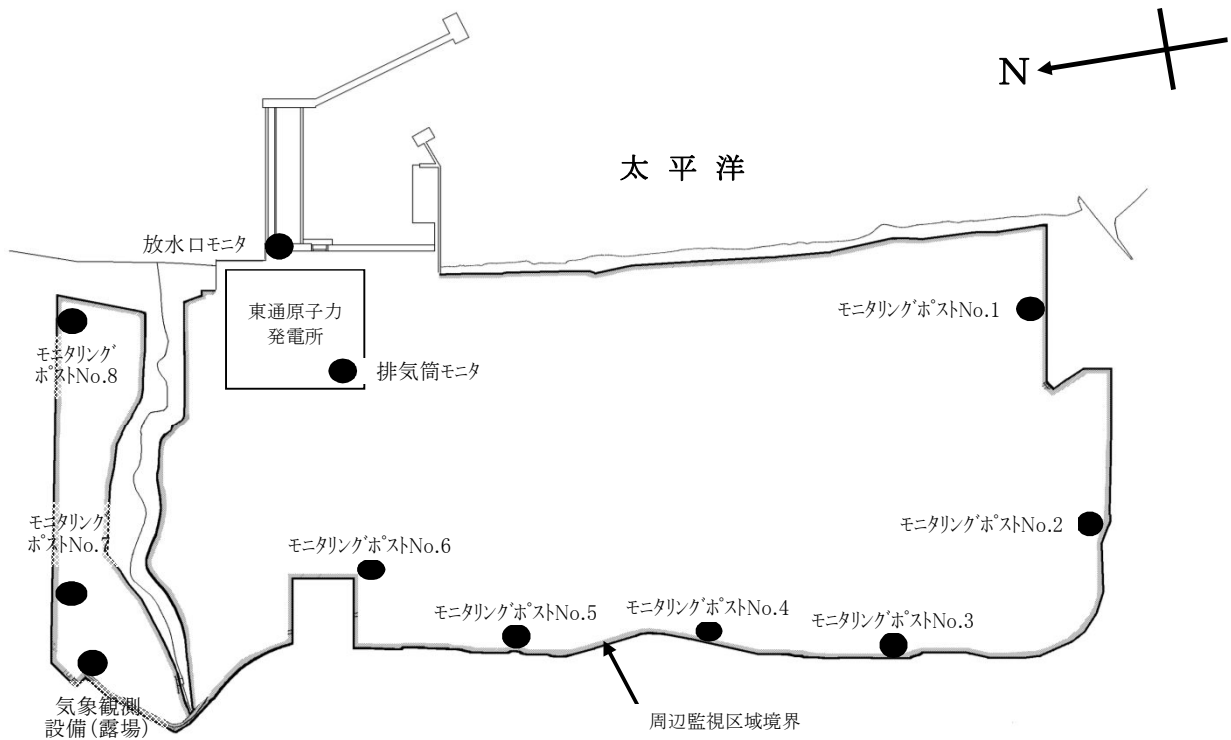 N
太平洋
放水口モニタ
東通原子力
発電所
排気筒モニタ
モニタリングポストNo.1
モニタリング
ポストNo.8
モニタリング
ポストNo.7
モニタリングポストNo.2
モニタリングポストNo.6
モニタリングポストNo.5
モニタリングポストNo.4
モニタリングポストNo.3
気象観測
設備(露場)
周辺監視区域境界